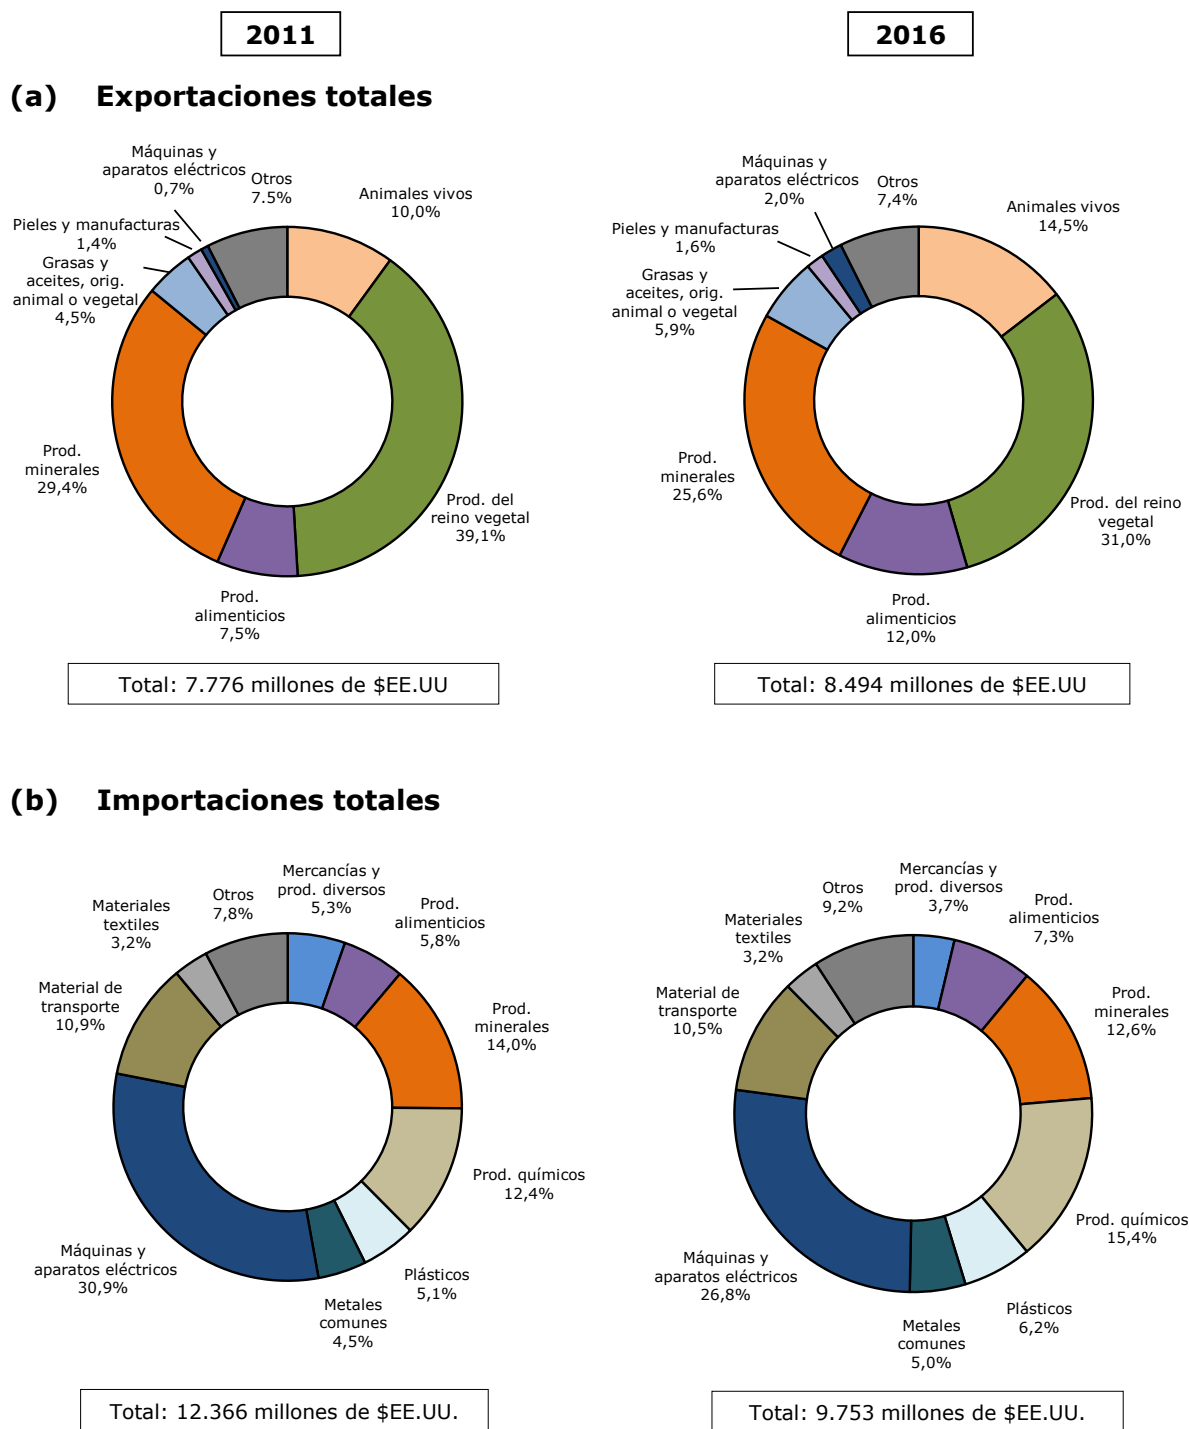 2011
2016
(a) Exportaciones totales
Máquinas y
aparatos eléctricos
0,7%
Otros
7.5%
Animales vivos
10,0%
Pieles y manufacturas
1,4%
Grasas y
aceites, orig.
animal o vegetal
4,5%
Prod.
minerales
29,4%
Prod. del
reino vegetal
39,1%
Prod.
alimenticios
7,5%
Total: 7.776 millones de $EE.UU
Máquinas y
aparatos eléctricos
2,0%
Otros
7,4%
Animales vivos
14,5%
Pieles y manufacturas
1,6%
Grasas y
aceites, orig.
animal o vegetal
5,9%
Prod.
minerales
25,6%
Prod. del reino
vegetal
31,0%
Prod.
alimenticios
12,0%
Total: 8.494 millones de $EE.UU
(b) Importaciones totales
Mercancías y
prod. diversos
5,3%
Otros
7,8%
Prod.
alimenticios
5,8%
Materiales
textiles
3,2%
Material de
transporte
10,9%
Prod.
minerales
14,0%
Prod. químicos
12,4%
Máquinas y
aparatos eléctricos
30,9%
Plásticos
5,1%
Metales
comunes
4,5%
Total: 12.366 millones de $EE.UU.
Mercancías y
prod. diversos
3,7%
Otros
9,2%
Prod.
alimenticios
7,3%
Materiales
textiles
3,2%
Material de
transporte
10,5%
Prod.
minerales
12,6%
Prod. químicos
15,4%
Máquinas y
aparatos eléctricos
26,8%
Plásticos
6,2%
Metales
comunes
5,0%
Total: 9.753 millones de $EE.UU.